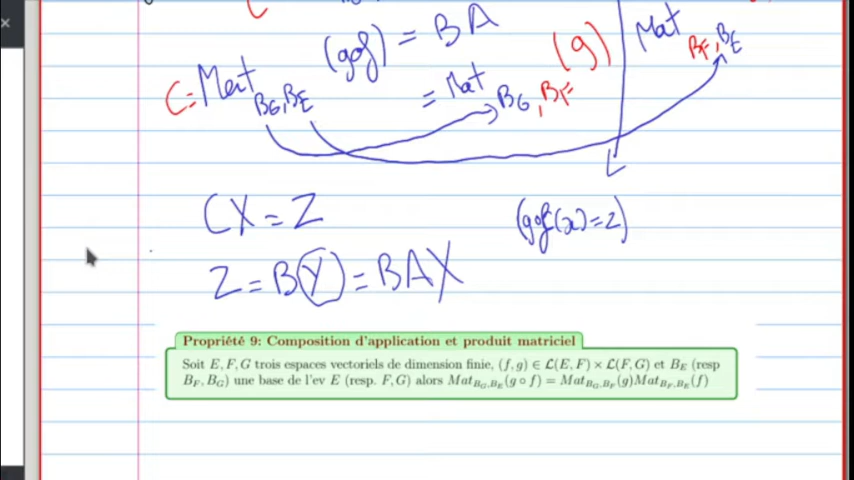 C = Mat_{B_G,B_E} (g∘f) = BA
= Mat_{B_G,B_F} (g) Mat_{B_F,B_E}
CX = Z (g∘f(x) = z)
Z = BY = BAX
Propriété 9: Composition d'application et produit matriciel
Soit E, F, G trois espaces vectoriels de dimension finie, (f, g) ∈ 𝓛(E, F) × 𝓛(F, G) et B_E (resp
B_F, B_G) une base de l'ev E (resp. F, G) alors Mat_{B_G,B_E}(g ∘ f) = Mat_{B_G,B_F}(g)Mat_{B_F,B_E}(f)